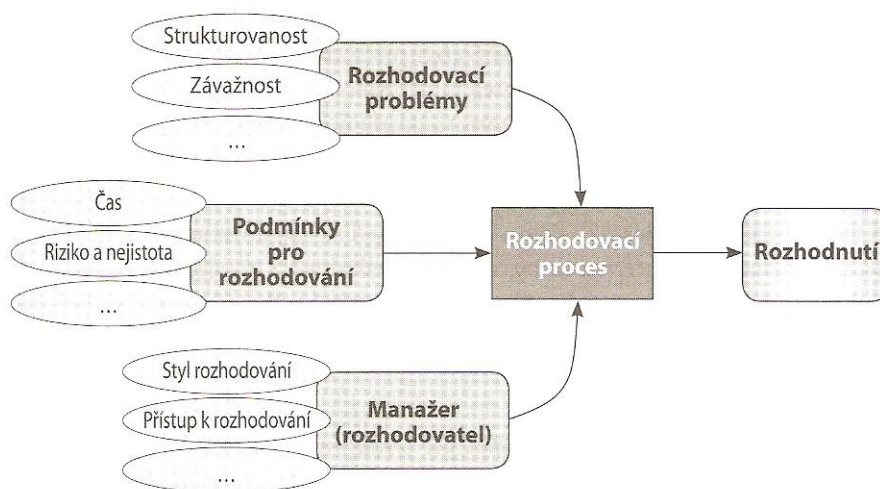 Strukturovanost
Závažnost
...
Rozhodovací
problémy
Čas
Riziko a nejistota
...
Podmínky
pro
rozhodování
Rozhodovací
proces
Rozhodnutí
Styl rozhodování
Přístup k rozhodování
...
Manažer
(rozhodovatel)